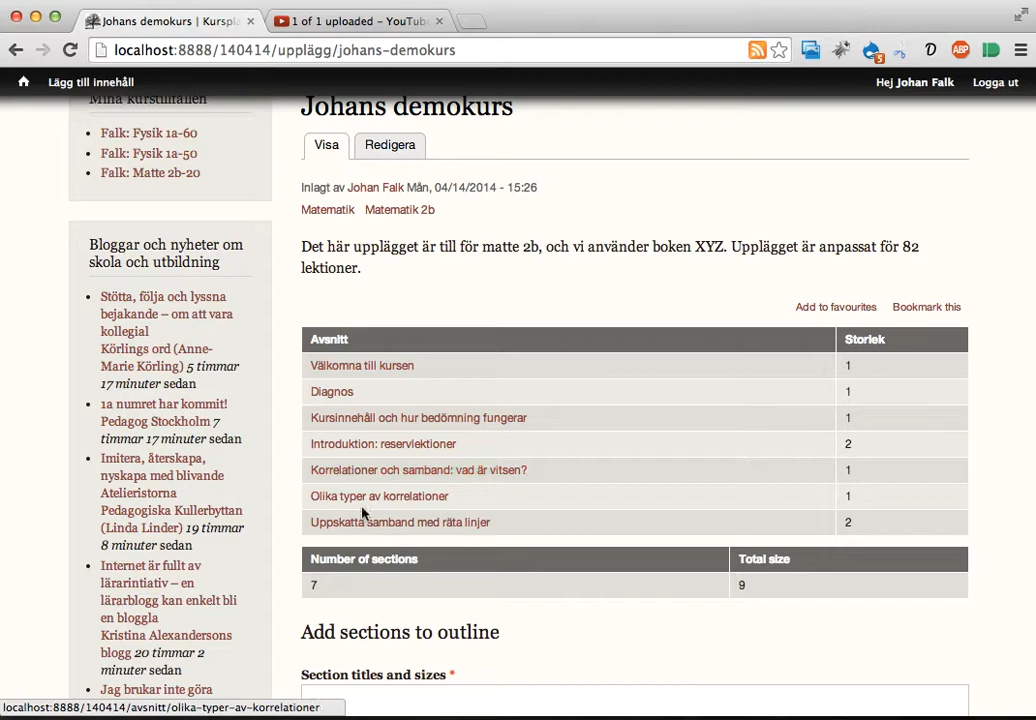 Johans demokurs | Kurspla
1 of 1 uploaded - YouTube
localhost:8888/140414/upplägg/johans-demokurs
5
D
ABP
Lägg till innehåll
Hej Johan Falk
Logga ut
Mina kurstillfällen
Falk: Fysik 1a-60
Falk: Fysik 1a-50
Falk: Matte 2b-20
Bloggar och nyheter om
skola och utbildning
Stötta, följa och lyssna
bejakande – om att vara
kollegial
Körlings ord (Anne-
Marie Körling) 5 timmar
17 minuter sedan
1a numret har kommit!
Pedagog Stockholm 7
timmar 17 minuter sedan
Imitera, återskapa,
nyskapa med blivande
Atelieristorna
Pedagogiska Kullerbyttan
(Linda Linder) 19 timmar
8 minuter sedan
Internet är fullt av
lärarintiativ – en
lärarblogg kan enkelt bli
en bloggla
Kristina Alexandersons
blogg 20 timmar 2
minuter sedan
Jag brukar inte göra
Johans demokurs
Visa
Redigera
Inlagt av Johan Falk Mån, 04/14/2014 - 15:26
Matematik Matematik 2b
Det här upplägget är till för matte 2b, och vi använder boken XYZ. Upplägget är anpassat för 82
lektioner.
Add to favourites Bookmark this
Avsnitt Storlek
Välkomna till kursen 1
Diagnos 1
Kursinnehåll och hur bedömning fungerar 1
Introduktion: reservlektioner 2
Korrelationer och samband: vad är vitsen? 1
Olika typer av korrelationer 1
Uppskatta samband med räta linjer 2
Number of sections Total size
7 9
Add sections to outline
Section titles and sizes *
localhost:8888/140414/avsnitt/olika-typer-av-korrelationer